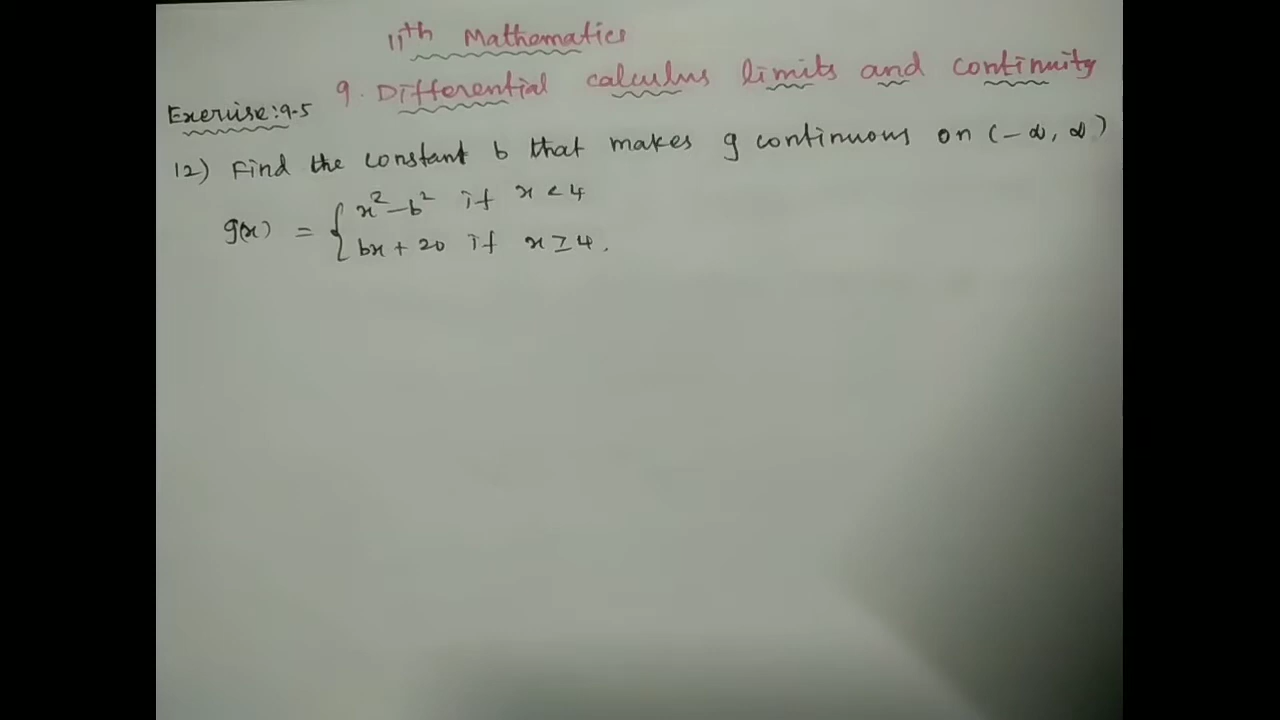 11th Mathematics
9. Differential calculus limits and continuity
Exercise: 9.5
12) Find the constant b that makes g continuous on (-∞, ∞)
g(x) = { x² - b² if x < 4
bx + 20 if x ≥ 4.